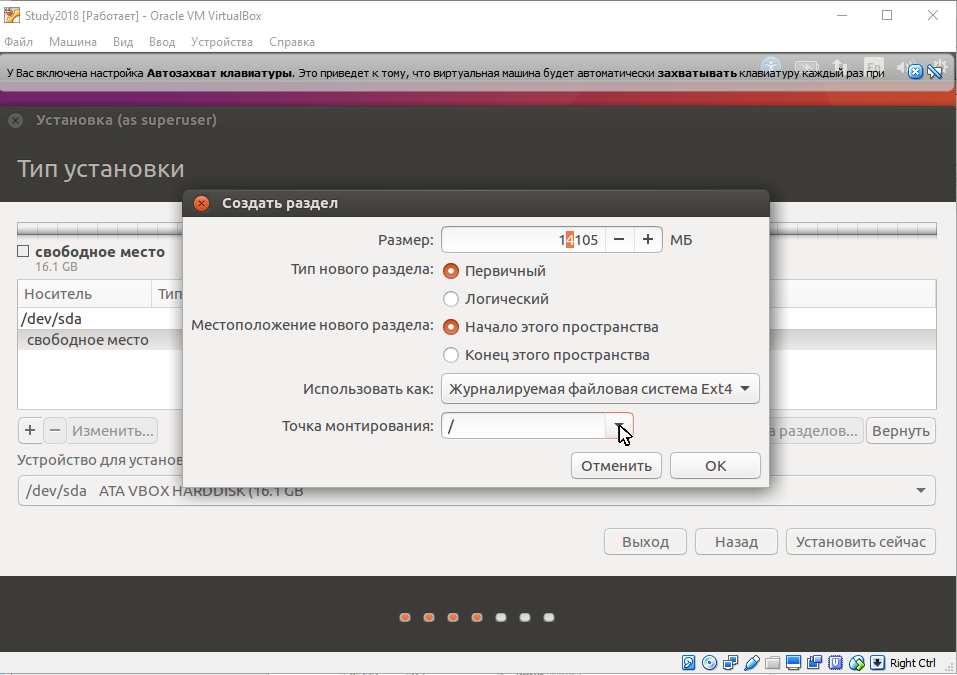 Study2018 [Работает] - Oracle VM VirtualBox
Файл Машина Вид Ввод Устройства Справка
У Вас включена настройка Автозахват клавиатуры. Это приведет к тому, что виртуальная машина будет автоматически захватывать клавиатуру каждый раз при
Установка (as superuser)
Тип установки
Создать раздел
Размер: 14105 МБ
Тип нового раздела: Первичный
Логический
Местоположение нового раздела: Начало этого пространства
Конец этого пространства
Использовать как: Журналируемая файловая система Ext4
Точка монтирования: /
Отменить OK
свободное место
16.1 GB
Носитель Тип
/dev/sda
свободное место
+ − Изменить... а разделов... Вернуть
Устройство для установ
/dev/sda ATA VBOX HARDDISK (16.1 GB
Выход Назад Установить сейчас
Right Ctrl